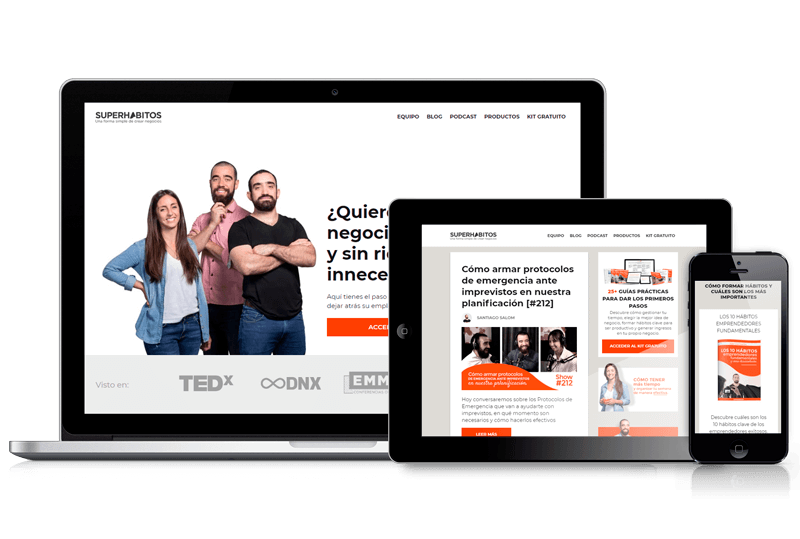 SUPERHABITOS
Una forma simple de crear negocios
EQUIPO BLOG PODCAST PRODUCTOS KIT GRATUITO
¿Quiere
negoci
y sin ri
innece
Aquí tienes el paso
dejar atrás su empl
ACCE
Visto en:
TEDx
DNX
EMM
SUPERHABITOS
Una forma simple de crear negocios
EQUIPO BLOG PODCAST PRODUCTOS KIT GRATUITO
Cómo armar protocolos
de emergencia ante
imprevistos en nuestra
planificación [#212]
SANTIAGO SALOM
Cómo armar protocolos
de emergencia ante imprevistos
en nuestra planificación.
Show
#212
Hoy conversaremos sobre los Protocolos de
Emergencia que van a ayudarte con
imprevistos, en qué momento son
necesarios y cómo hacerlos efectivos.
LEER MÁS
25+ GUÍAS PRÁCTICAS
PARA DAR LOS PRIMEROS
PASOS
Descubre cómo gestionar tu
tiempo, elegir la mejor idea de
negocio, formar hábitos clave para
ser productivo y generar ingresos
en tu propio negocio.
ACCEDER AL KIT GRATUITO
CÓMO TENER
más tiempo
CÓMO FORMAR HÁBITOS Y
CUÁLES SON LOS MÁS
IMPORTANTES
LOS 10 HÁBITOS
EMPRENDEDORES
FUNDAMENTALES
LOS 10 HÁBITOS
Descubre cuáles son los
10 hábitos clave de los
emprendedores exitosos